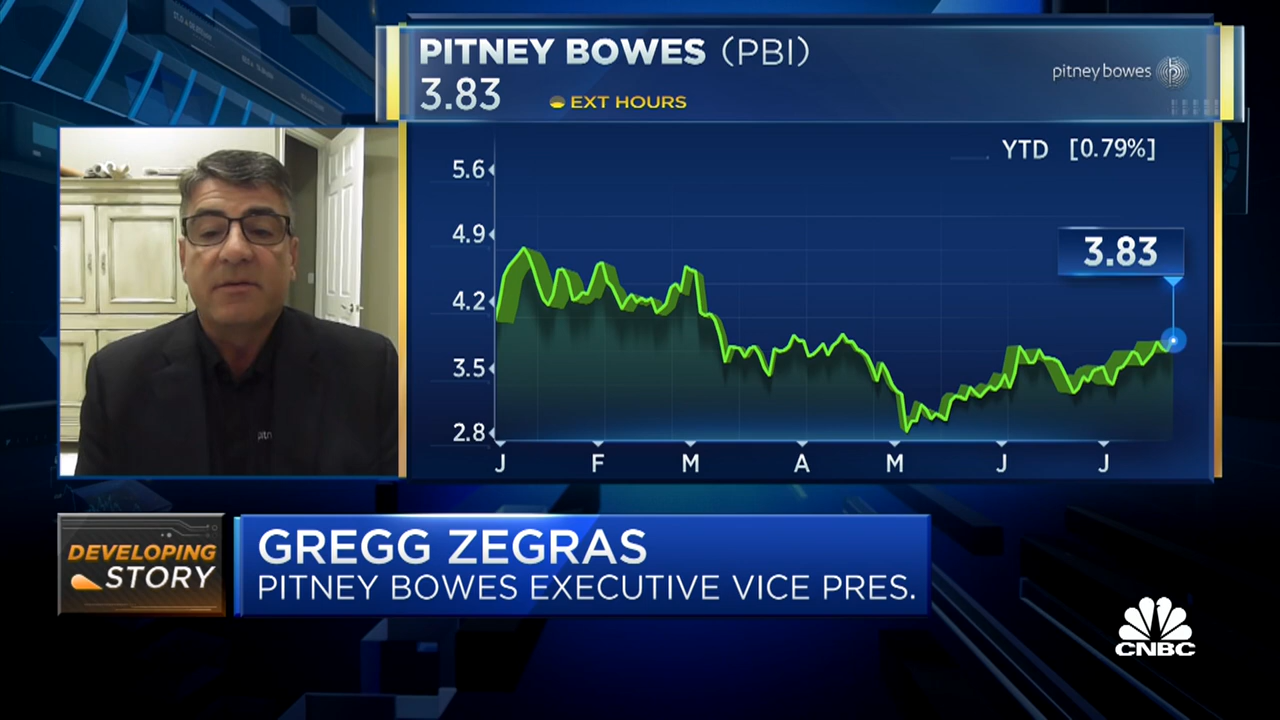 PITNEY BOWES (PBI)
3.83
EXT HOURS
pitney bowes
YTD [0.79%]
5.6
4.9
4.2
3.5
2.8
3.83
J F M A M J J
pitn
DEVELOPING
STORY
GREGG ZEGRAS
PITNEY BOWES EXECUTIVE VICE PRES.
CNBC